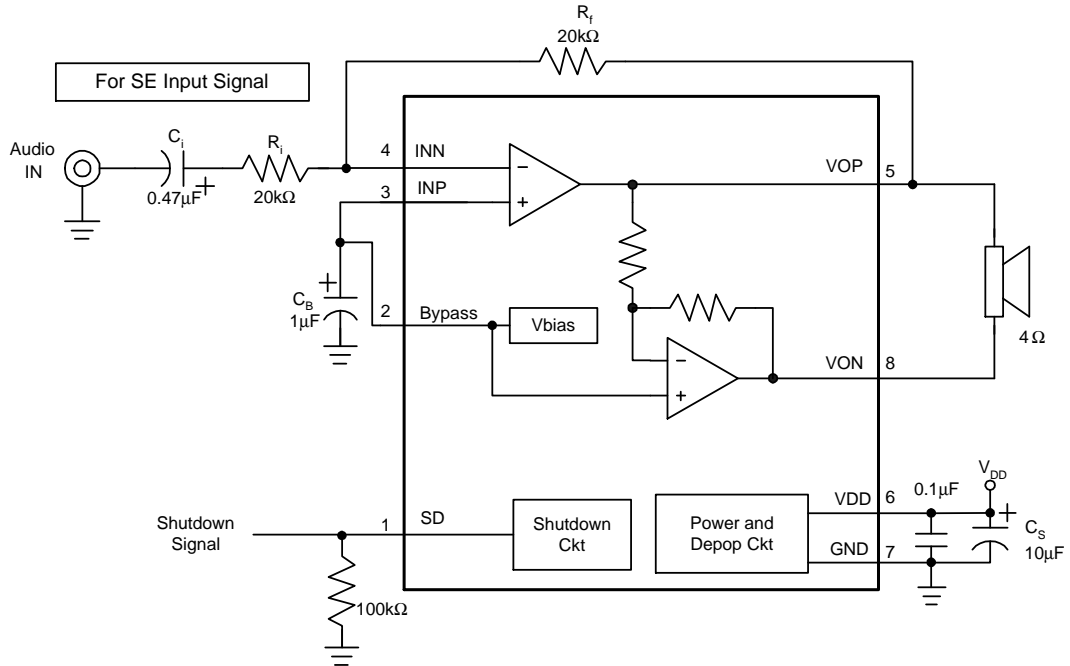 R_f
20kΩ
For SE Input Signal
Audio
IN
C_i
0.47µF
+
R_i
20kΩ
4
INN
3
INP
−
+
VOP
5
C_B
1µF
+
2
Bypass
Vbias
−
+
4Ω
VON
8
Shutdown
Signal
1
SD
100kΩ
Shutdown
Ckt
Power and
Depop Ckt
VDD
6
GND
7
0.1µF
V_DD
+
C_S
10µF